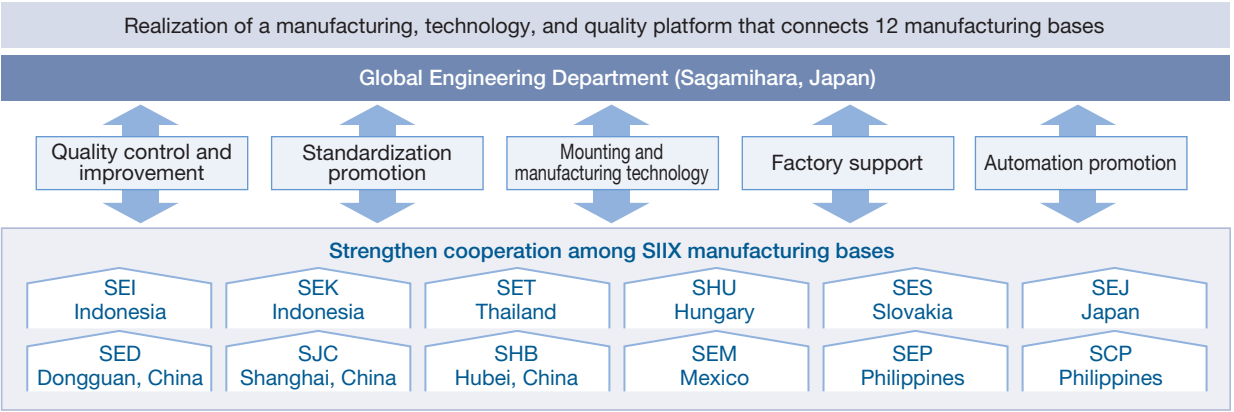 Realization of a manufacturing, technology, and quality platform that connects 12 manufacturing bases
Global Engineering Department (Sagamihara, Japan)
Quality control and
improvement
Standardization
promotion
Mounting and
manufacturing technology
Factory support
Automation promotion
Strengthen cooperation among SIIX manufacturing bases
SEI
Indonesia
SEK
Indonesia
SET
Thailand
SHU
Hungary
SES
Slovakia
SEJ
Japan
SED
Dongguan, China
SJC
Shanghai, China
SHB
Hubei, China
SEM
Mexico
SEP
Philippines
SCP
Philippines